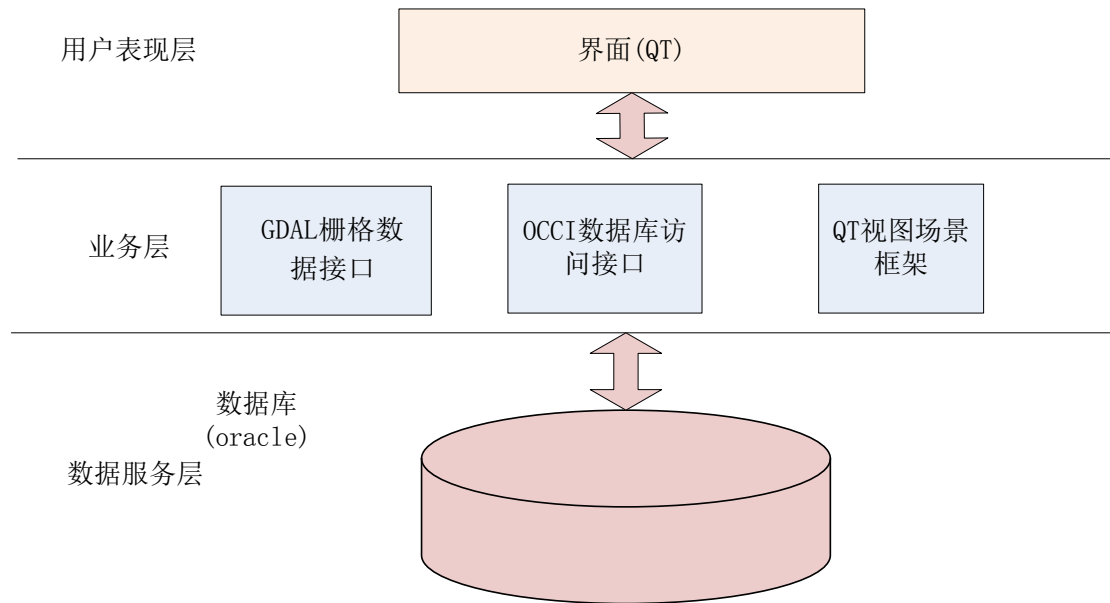 用户表现层
界面(QT)
业务层
GDAL栅格数
据接口
OCCI数据库访
问接口
QT视图场景
框架
数据库
(oracle)
数据服务层